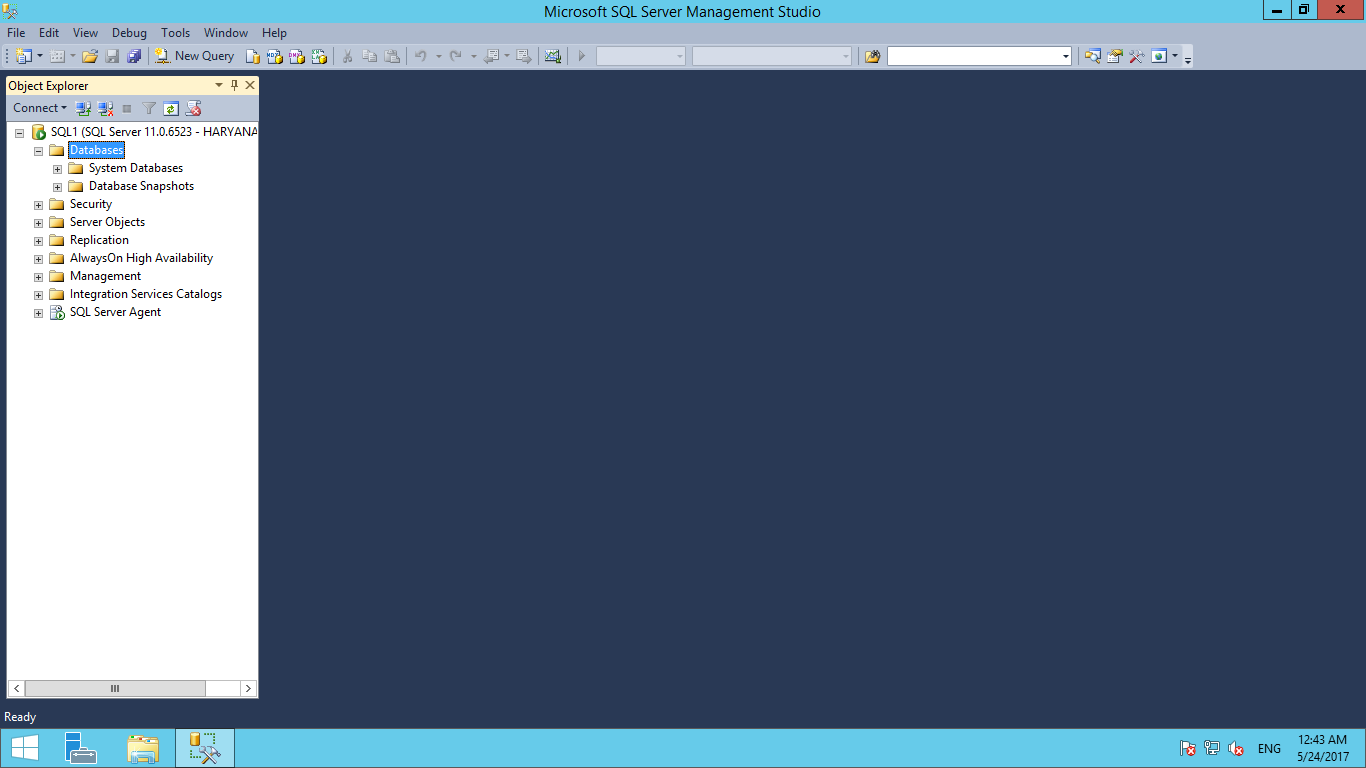 Microsoft SQL Server Management Studio
File Edit View Debug Tools Window Help
New Query
Object Explorer
Connect
SQL1 (SQL Server 11.0.6523 - HARYANA
Databases
System Databases
Database Snapshots
Security
Server Objects
Replication
AlwaysOn High Availability
Management
Integration Services Catalogs
SQL Server Agent
Ready
ENG
12:43 AM
5/24/2017